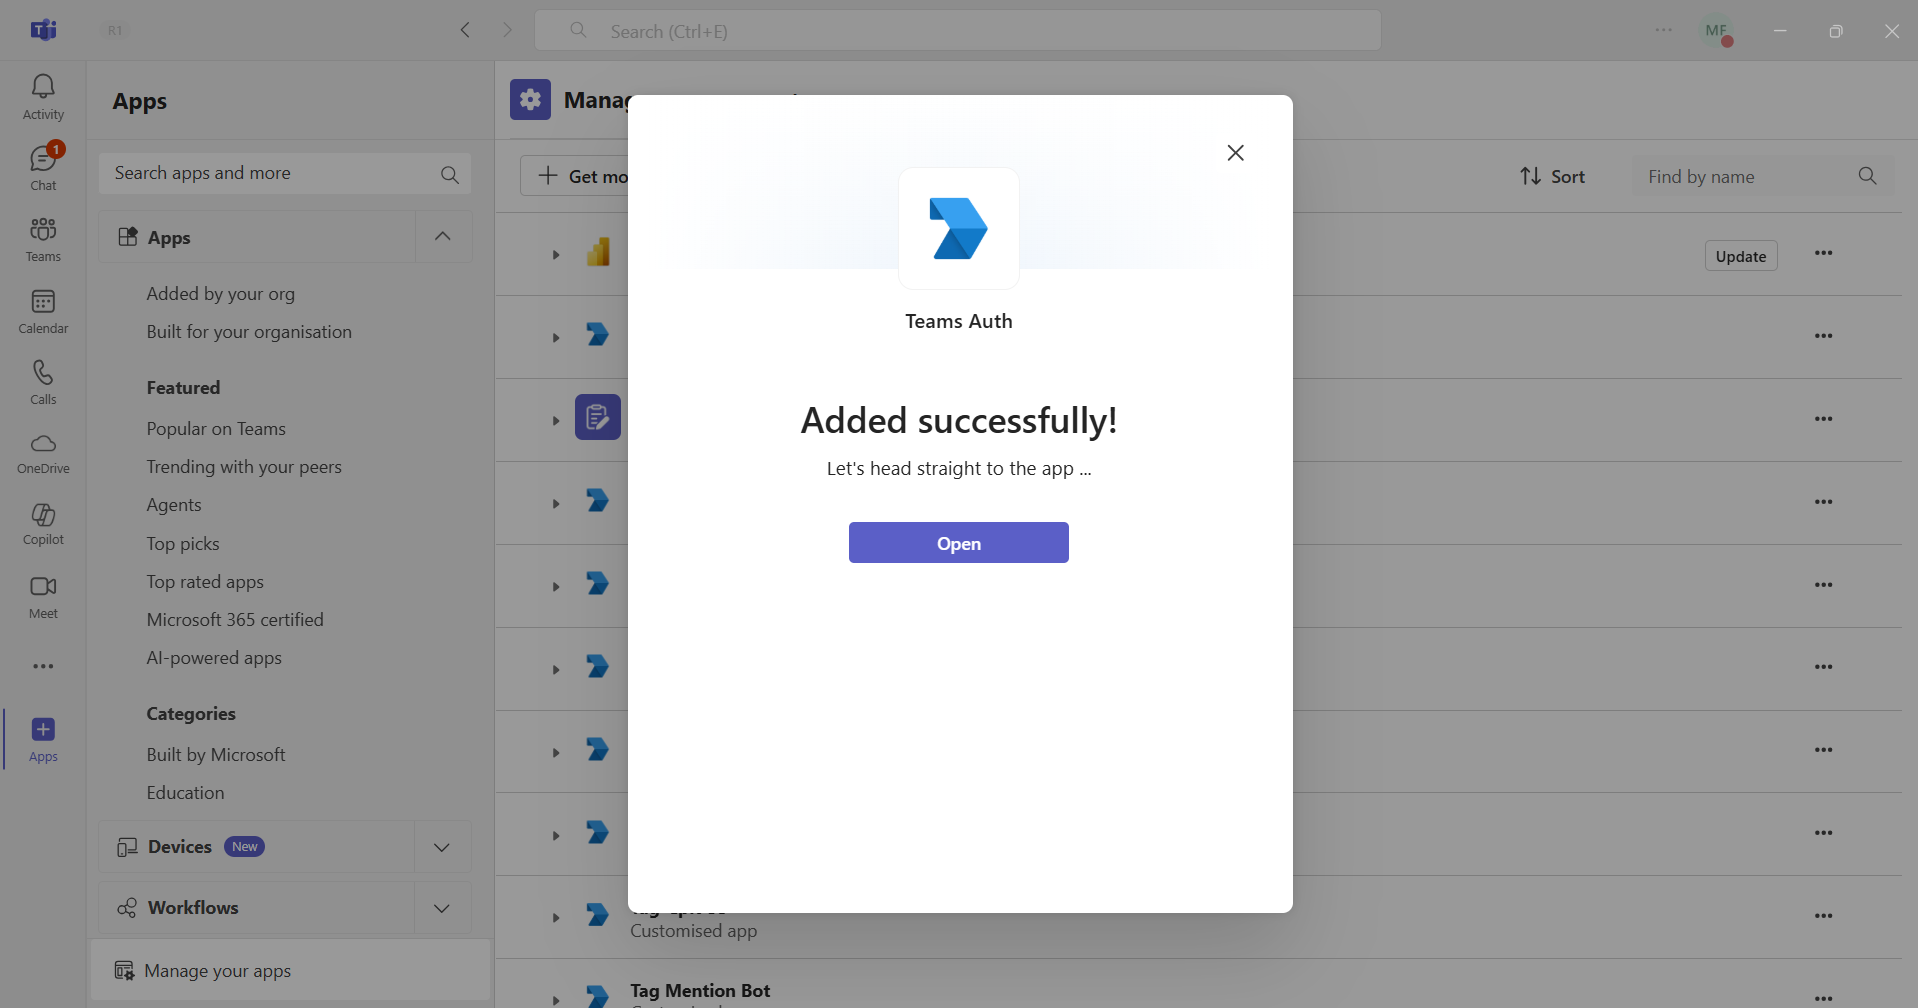 R1
Search (Ctrl+E)
MF
Activity
1
Chat
Teams
Calendar
Calls
OneDrive
Copilot
Meet
Apps
Apps
Search apps and more
Apps
Added by your org
Built for your organisation
Featured
Popular on Teams
Trending with your peers
Agents
Top picks
Top rated apps
Microsoft 365 certified
AI-powered apps
Categories
Built by Microsoft
Education
Devices New
Workflows
Manage your apps
Get mo
Sort
Find by name
Update
Teams Auth
Added successfully!
Let's head straight to the app ...
Open
Customised app
Tag Mention Bot